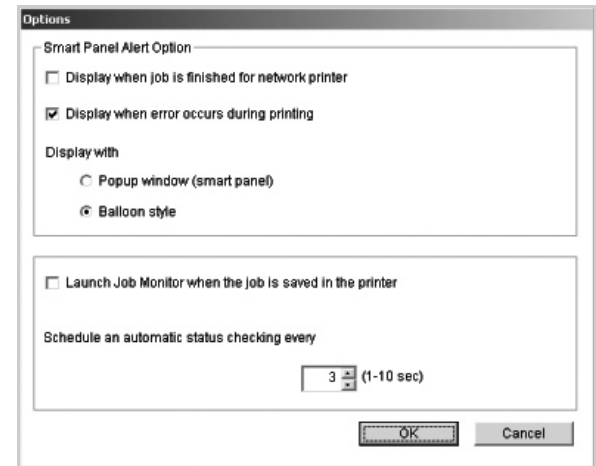 Options
Smart Panel Alert Option
Display when job is finished for network printer
Display when error occurs during printing
Display with
Popup window (smart panel)
Balloon style
Launch Job Monitor when the job is saved in the printer
Schedule an automatic status checking every
3 (1-10 sec)
OK Cancel